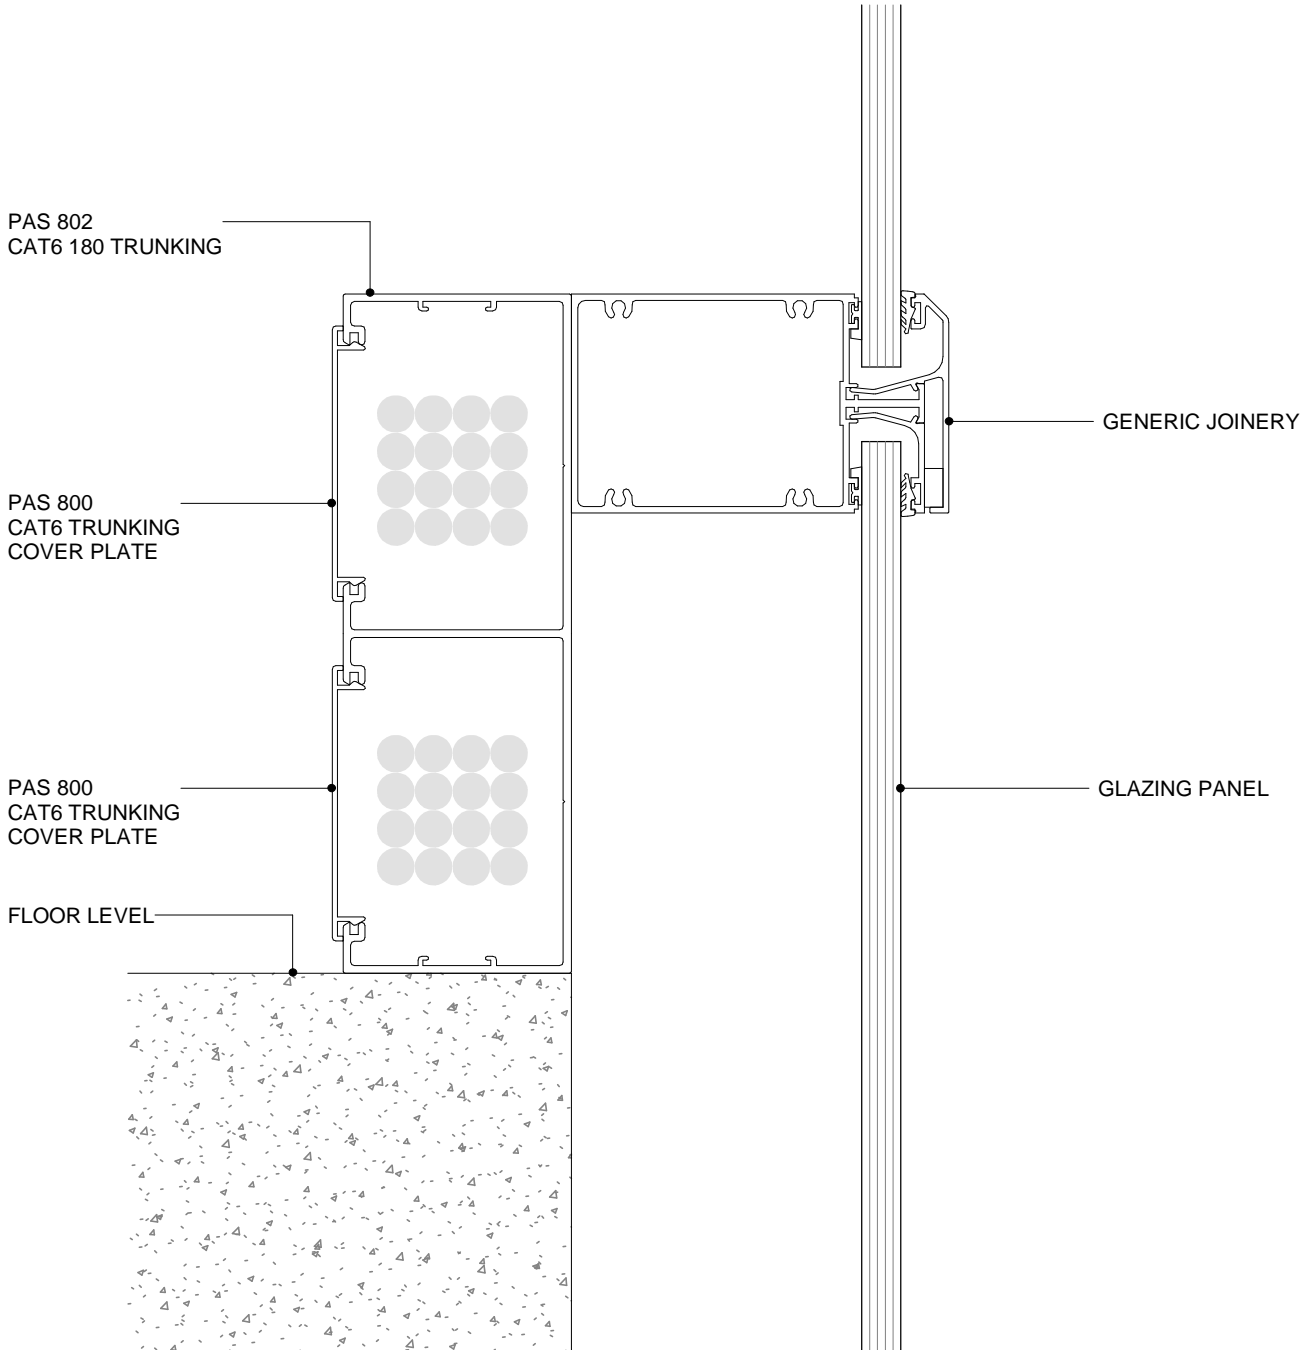 PAS 802
CAT6 180 TRUNKING
GENERIC JOINERY
PAS 800
CAT6 TRUNKING
COVER PLATE
PAS 800
CAT6 TRUNKING
COVER PLATE
GLAZING PANEL
FLOOR LEVEL